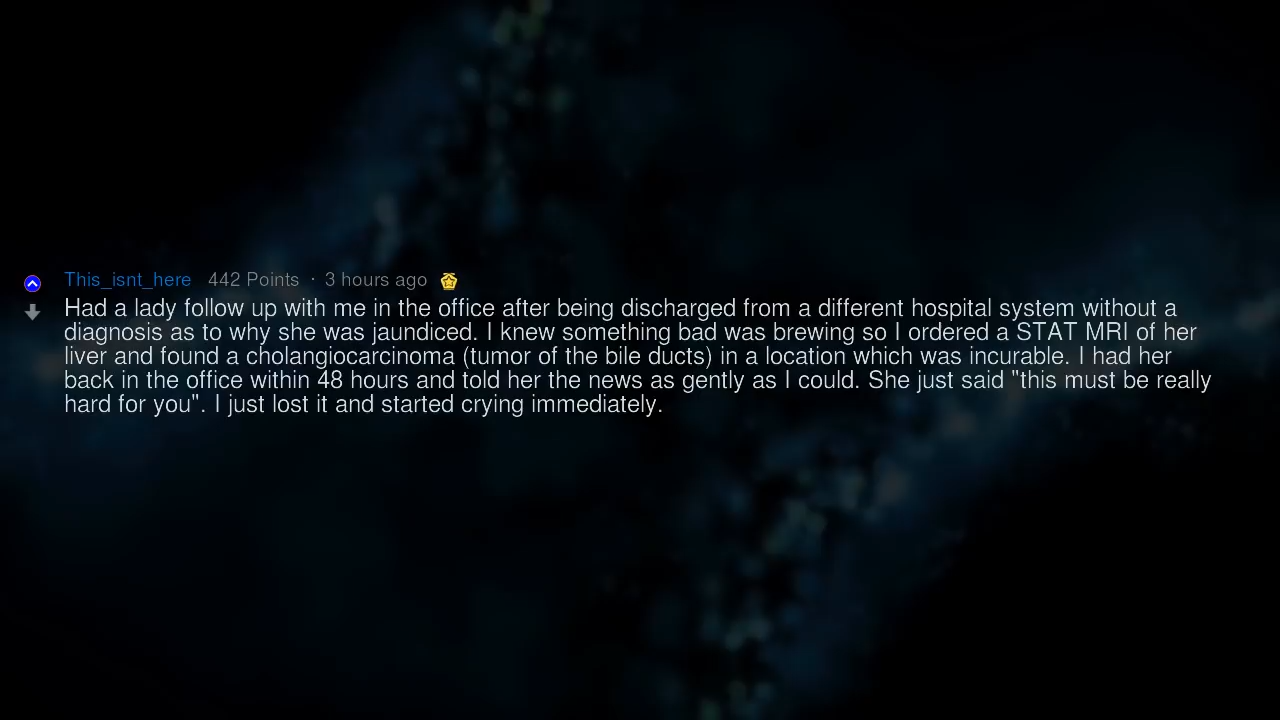 This_isnt_here 442 Points · 3 hours ago
Had a lady follow up with me in the office after being discharged from a different hospital system without a
diagnosis as to why she was jaundiced. I knew something bad was brewing so I ordered a STAT MRI of her
liver and found a cholangiocarcinoma (tumor of the bile ducts) in a location which was incurable. I had her
back in the office within 48 hours and told her the news as gently as I could. She just said "this must be really
hard for you". I just lost it and started crying immediately.